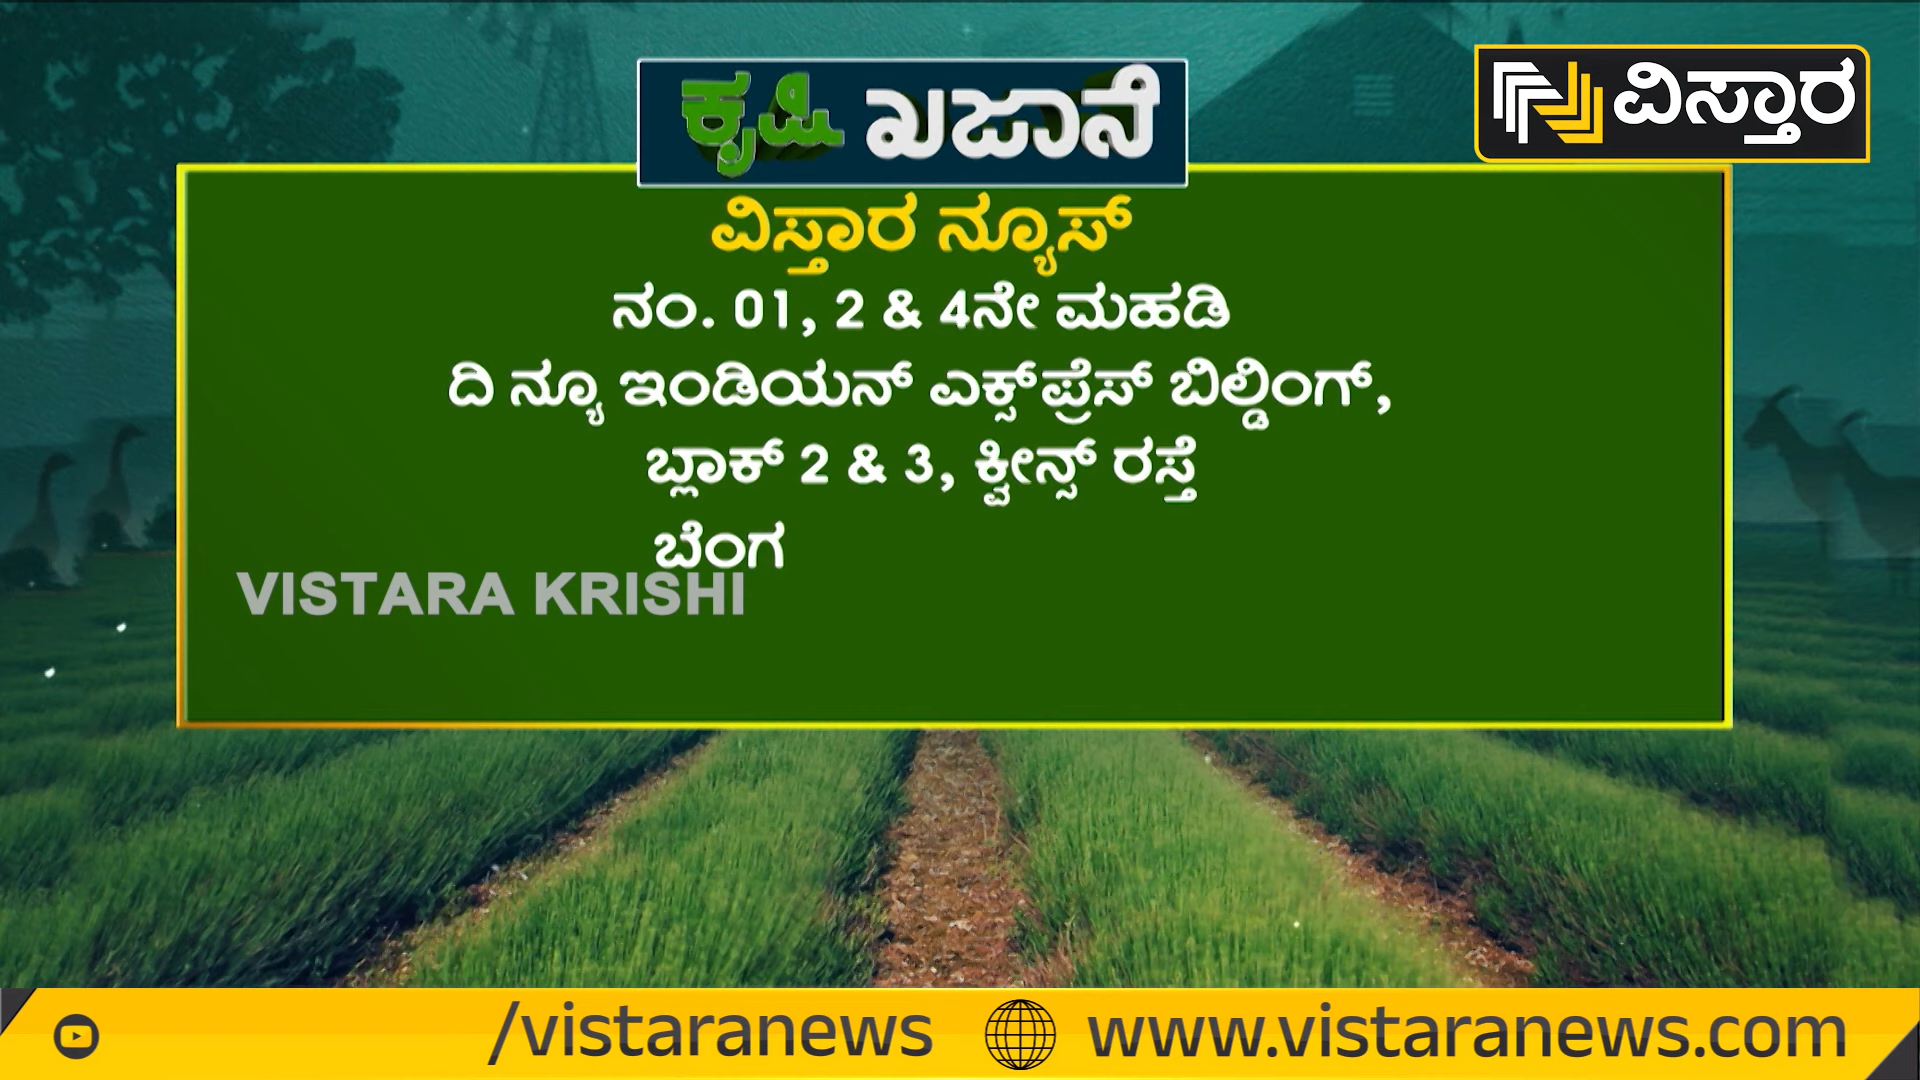 ಕೃಷಿ ಖಜಾನೆ
ವಿಸ್ತಾರ
ವಿಸ್ತಾರ ನ್ಯೂಸ್
ನಂ. 01, 2 & 4ನೇ ಮಹಡಿ
ದಿ ನ್ಯೂ ಇಂಡಿಯನ್ ಎಕ್ಸ್‌ಪ್ರೆಸ್ ಬಿಲ್ಡಿಂಗ್,
ಬ್ಲಾಕ್ 2 & 3, ಕ್ವೀನ್ಸ್ ರಸ್ತೆ
ಬೆಂಗ
VISTARA KRISHI
/vistaranews www.vistaranews.com